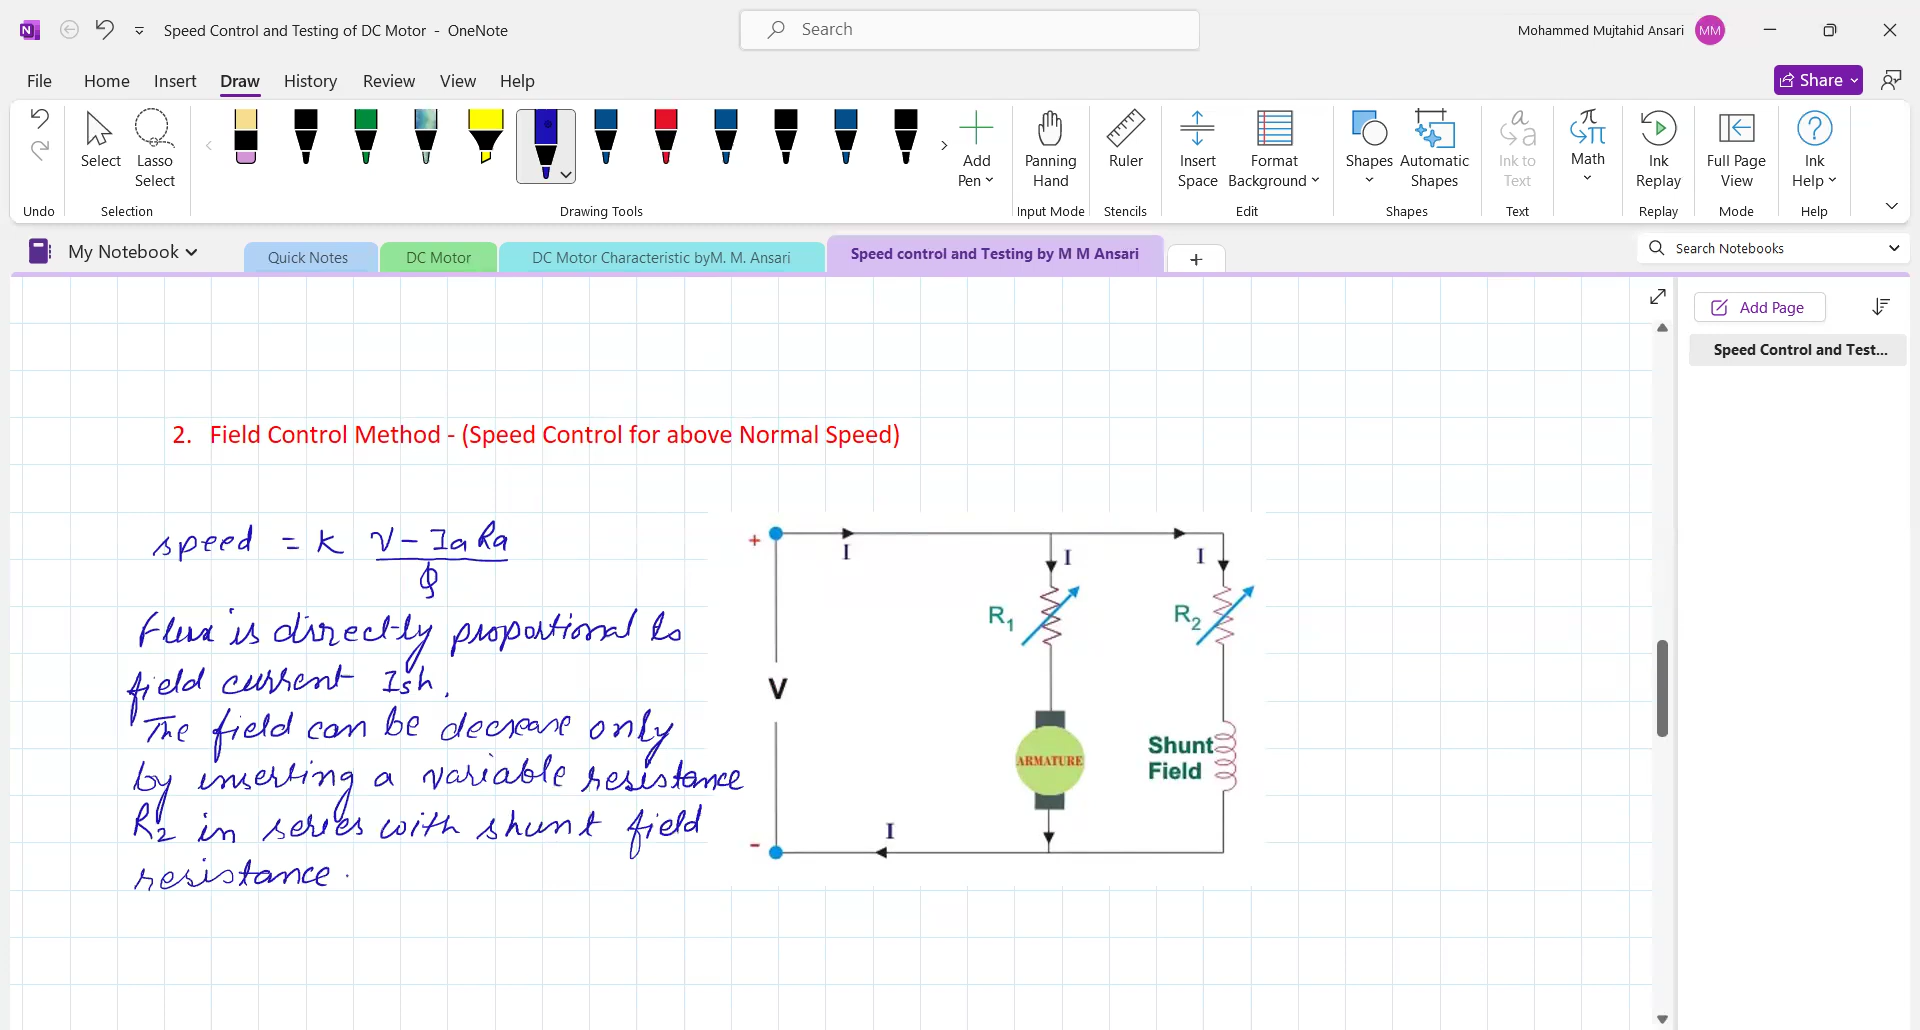 Speed Control and Testing of DC Motor - OneNote
Search
Mohammed Mujtahid Ansari
MM
File Home Insert Draw History Review View Help
Share
Select
Lasso Select
Add Pen
Panning Hand
Ruler
Insert Space
Format Background
Shapes
Automatic Shapes
Ink to Text
Math
Ink Replay
Full Page View
Ink Help
Undo Selection Drawing Tools Input Mode Stencils Edit Shapes Text Replay Mode Help
My Notebook
Quick Notes
DC Motor
DC Motor Characteristic byM. M. Ansari
Speed control and Testing by M M Ansari
+
Search Notebooks
Add Page
Speed Control and Test...
2. Field Control Method - (Speed Control for above Normal Speed)
speed = K (V - Ia Ra) / Φ
Flux is directly proportional to
field current Ish.
The field can be decrease only
by inserting a variable resistance
R2 in series with shunt field
resistance.
+
I
I
I
R1
R2
V
ARMATURE
Shunt
Field
I
-